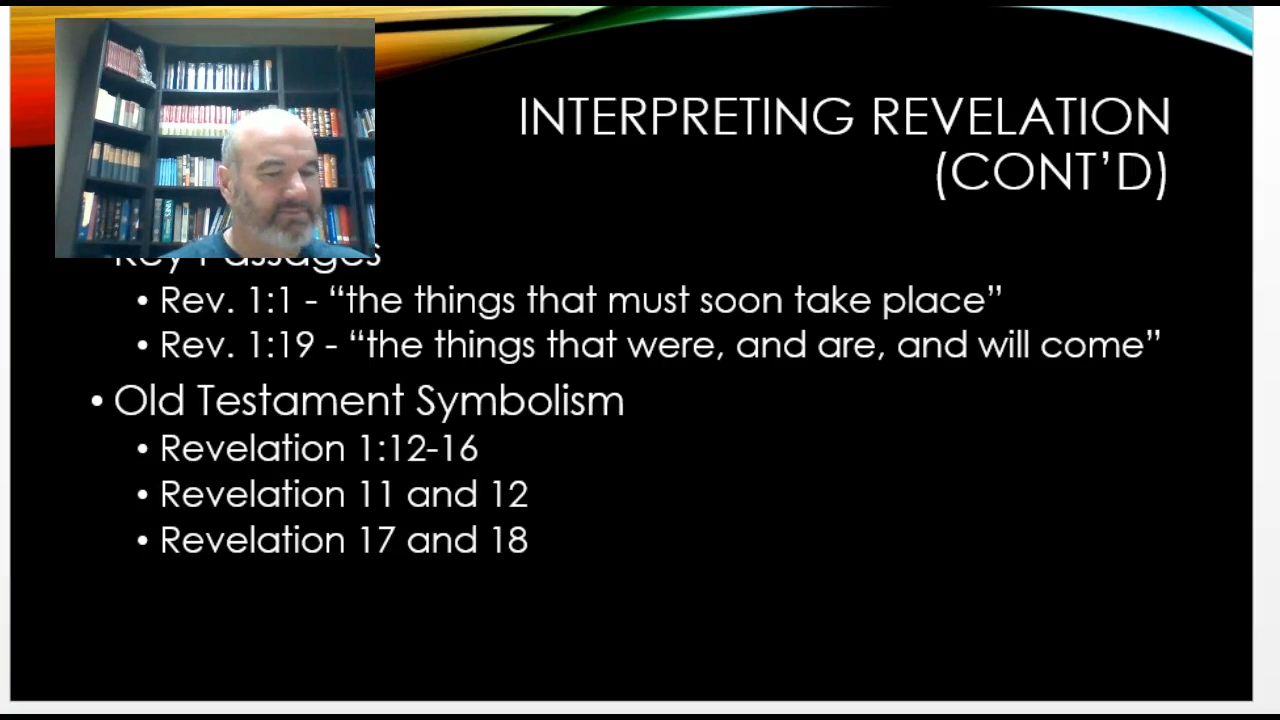 INTERPRETING REVELATION
(CONT’D)
Key Passages
• Rev. 1:1 - “the things that must soon take place”
• Rev. 1:19 - “the things that were, and are, and will come”
• Old Testament Symbolism
• Revelation 1:12-16
• Revelation 11 and 12
• Revelation 17 and 18